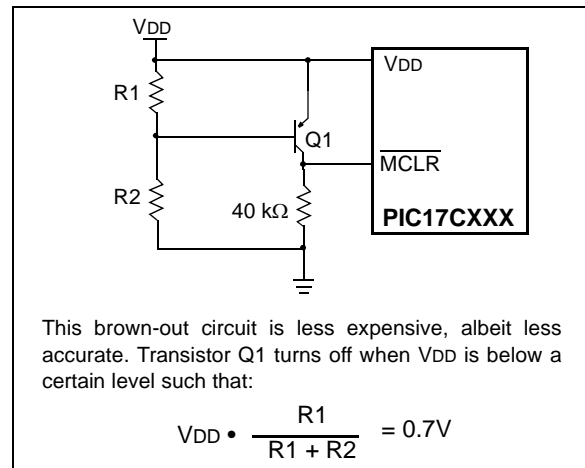 VDD
VDD
R1
Q1
MCLR
R2
40 kΩ
PIC17CXXX
This brown-out circuit is less expensive, albeit less
accurate. Transistor Q1 turns off when VDD is below a
certain level such that:
VDD • R1 / R1 + R2 = 0.7V